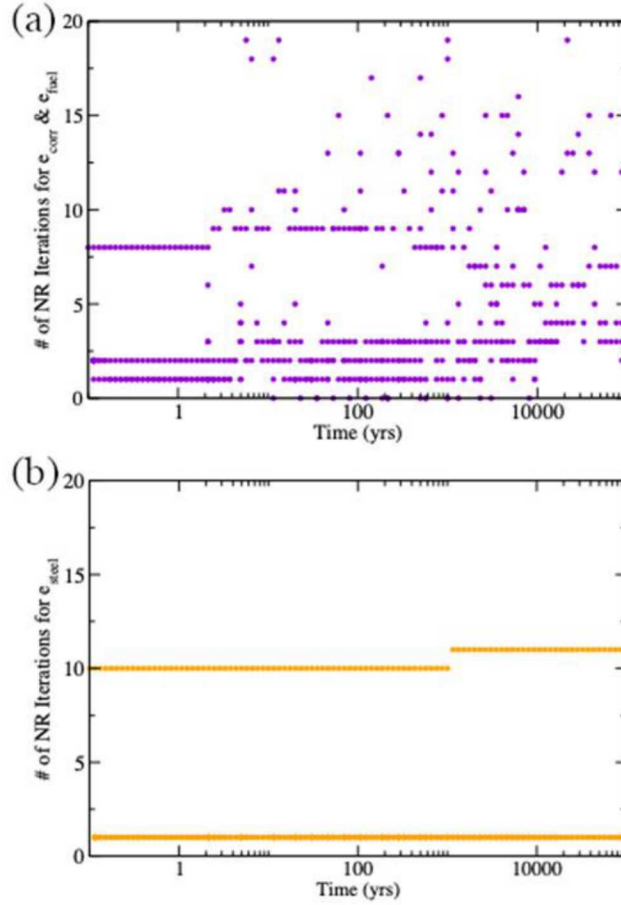 (a)
20
15
10
5
0
# of NR Iterations for e_corr & e_fuel
1
100
10000
Time (yrs)
(b)
20
15
10
5
0
# of NR Iterations for e_steel
1
100
10000
Time (yrs)